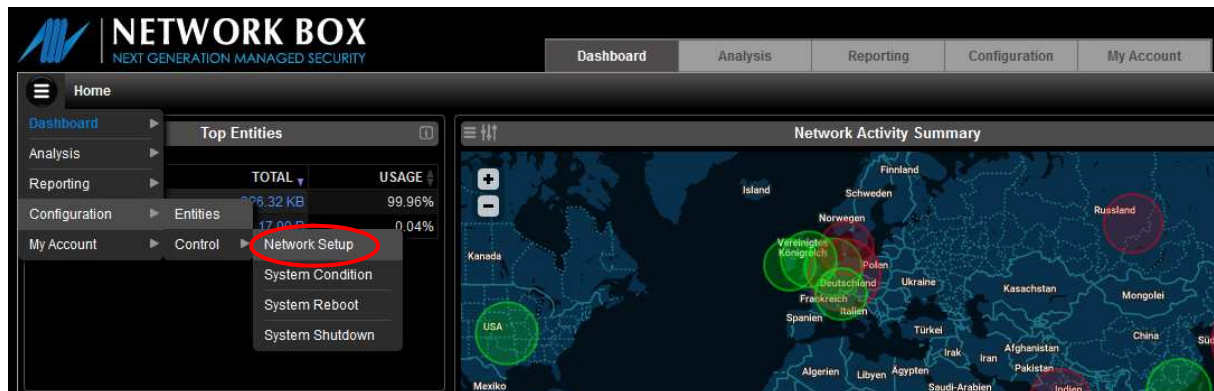 NETWORK BOX
NEXT GENERATION MANAGED SECURITY
Dashboard
Analysis
Reporting
Configuration
My Account
Home
Dashboard
Analysis
Reporting
Configuration
My Account
Entities
Control
Network Setup
System Condition
System Reboot
System Shutdown
Top Entities
TOTAL
USAGE
99.96%
0.04%
Network Activity Summary
Finnland
Island
Schweden
Norwegen
Russland
Vereinigtes
Königreich
Kanada
Polen
Deutschland
Ukraine
Kasachstan
Frankreich
Mongolei
Spanien
Italien
USA
Türkei
China
Irak
Iran
Afghanistan
Algerien
Libyen
Ägypten
Pakistan
Saudi-Arabien
Indien
Mexiko